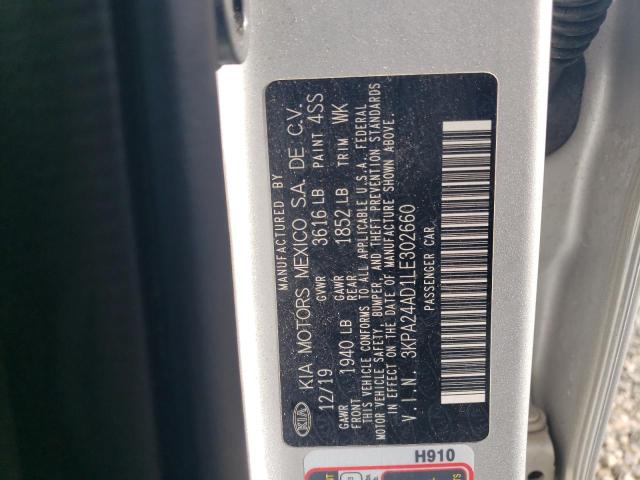 MANUFACTURED BY
KIA KIA MOTORS MEXICO S.A. DE C.V.
12/19 GVWR 3616 LB PAINT 4SS
GAWR FRONT 1940 LB GAWR REAR 1852 LB TRIM WK
THIS VEHICLE CONFORMS TO ALL APPLICABLE U.S.A. FEDERAL
MOTOR VEHICLE SAFETY, BUMPER, AND THEFT PREVENTION STANDARDS
IN EFFECT ON THE DATE OF MANUFACTURE SHOWN ABOVE.
V.I.N. 3KPA24AD1LE302660
PASSENGER CAR
H910